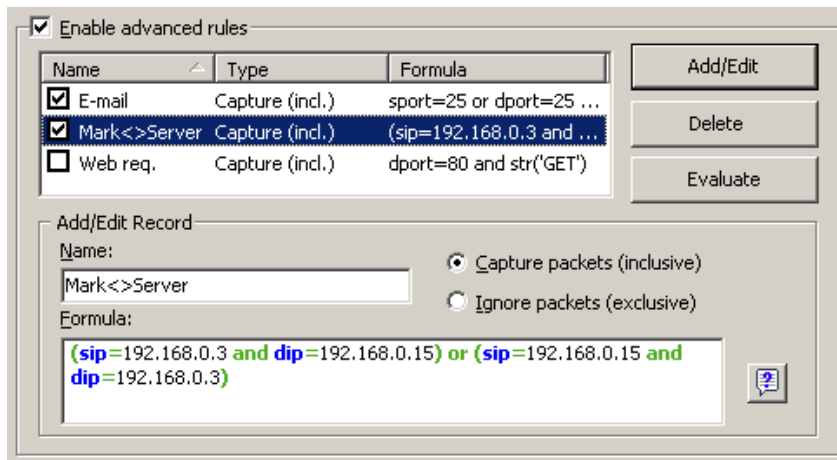 Enable advanced rules
Name Type Formula
E-mail Capture (incl.) sport=25 or dport=25 ...
Mark<>Server Capture (incl.) (sip=192.168.0.3 and ...
Web req. Capture (incl.) dport=80 and str('GET')
Add/Edit
Delete
Evaluate
Add/Edit Record
Name:
Mark<>Server
Capture packets (inclusive)
Ignore packets (exclusive)
Formula:
(sip=192.168.0.3 and dip=192.168.0.15) or (sip=192.168.0.15 and
dip=192.168.0.3)
?